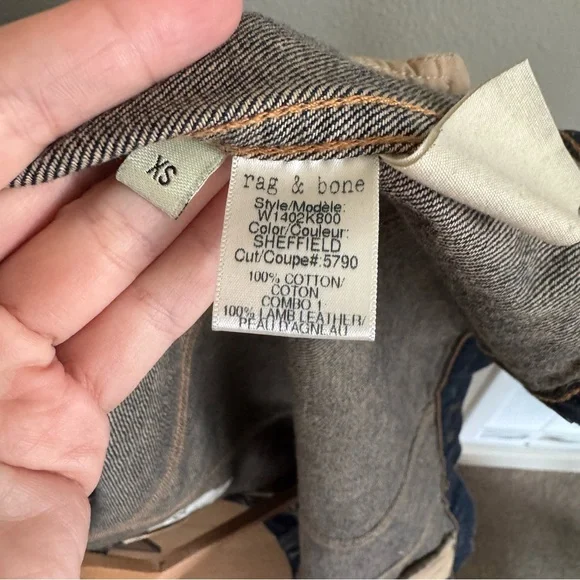 XS
rag & bone
Style/Modèle:
W1402K800
Color/Couleur:
SHEFFIELD
Cut/Coupe#: 5790
100% COTTON/
COTON
COMBO 1
100% LAMB LEATHER/
PEAU D'AGNEAU